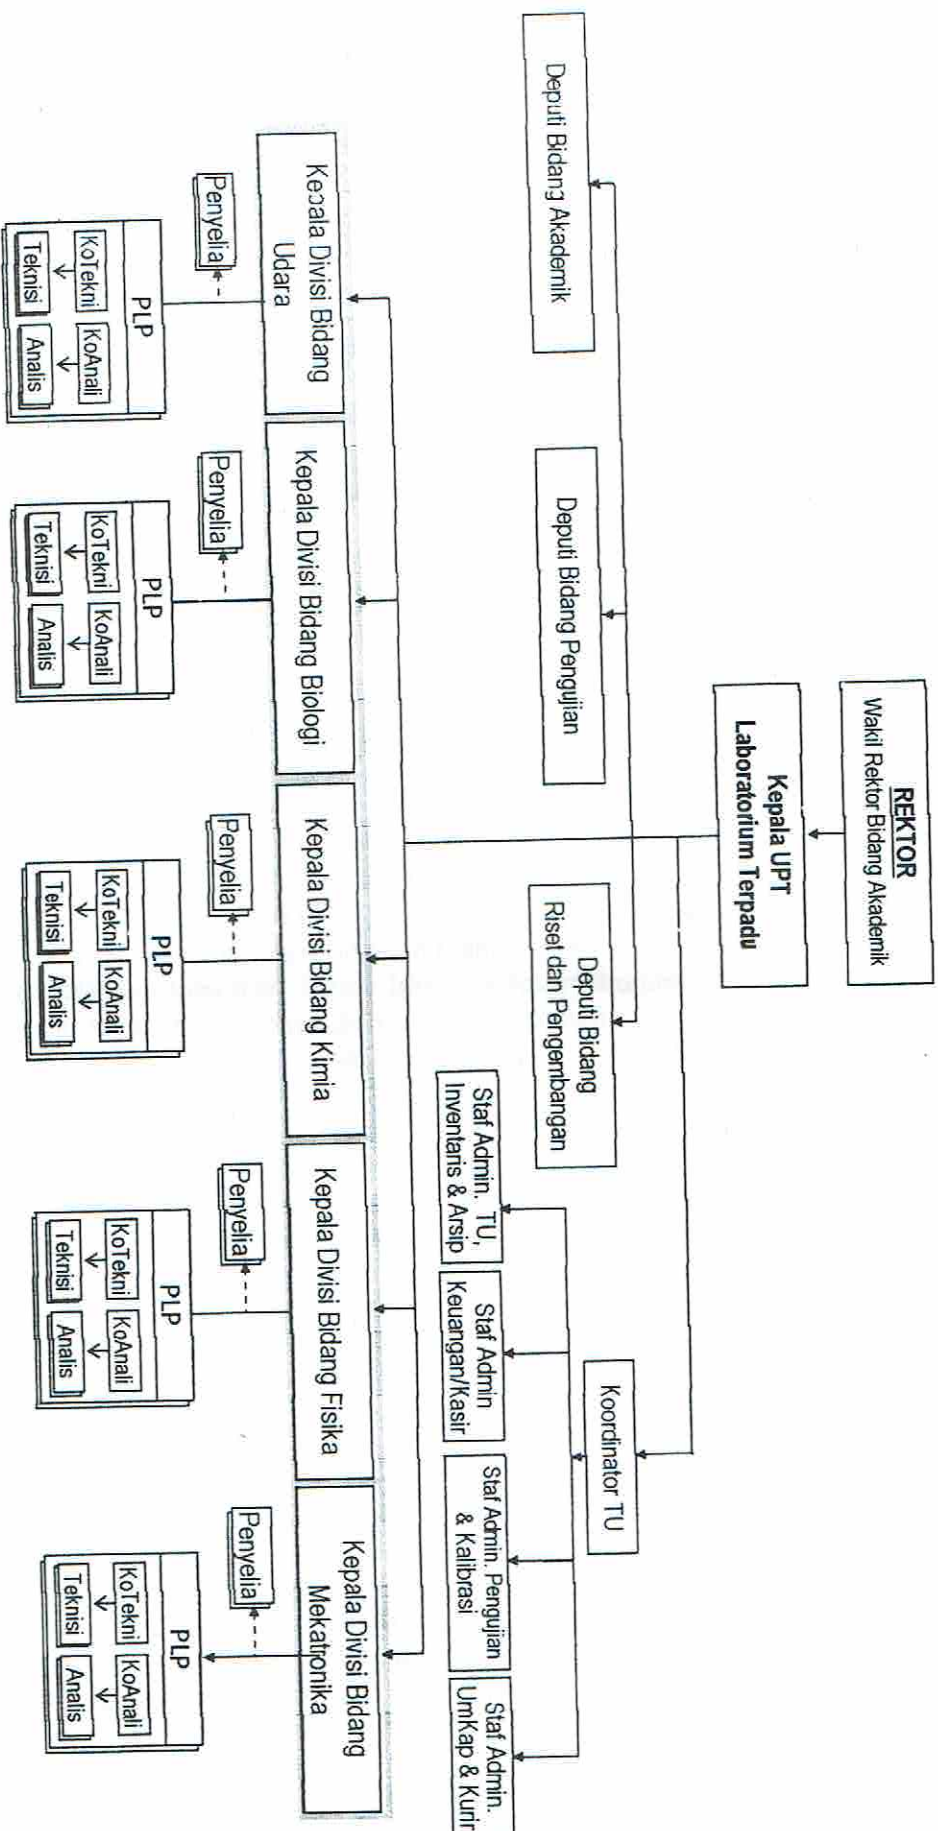 REKTOR
Wakil Rektor Bidang Akademik
Kepala UPT
Laboratorium Terpadu
Deputi Bidang Akademik
Deputi Bidang Pengujian
Deputi Bidang
Riset dan Pengembangan
Koordinator TU
Staf Admin. TU,
Inventaris & Arsip
Staf Admin
Keuangan/Kasir
Staf Admin. Pengujian
& Kalibrasi
Staf Admin.
UmKap & Kurir
Kepala Divisi Bidang
Udara
Kepala Divisi Bidang Biologi
Kepala Divisi Bidang Kimia
Kepala Divisi Bidang Fisika
Kepala Divisi Bidang
Mekatronika
Penyelia
Penyelia
Penyelia
Penyelia
Penyelia
PLP
KoTekni KoAnali
Teknisi Analis
PLP
KoTekni KoAnali
Teknisi Analis
PLP
KoTekni KoAnali
Teknisi Analis
PLP
KoTekni KoAnali
Teknisi Analis
PLP
KoTekni KoAnali
Teknisi Analis